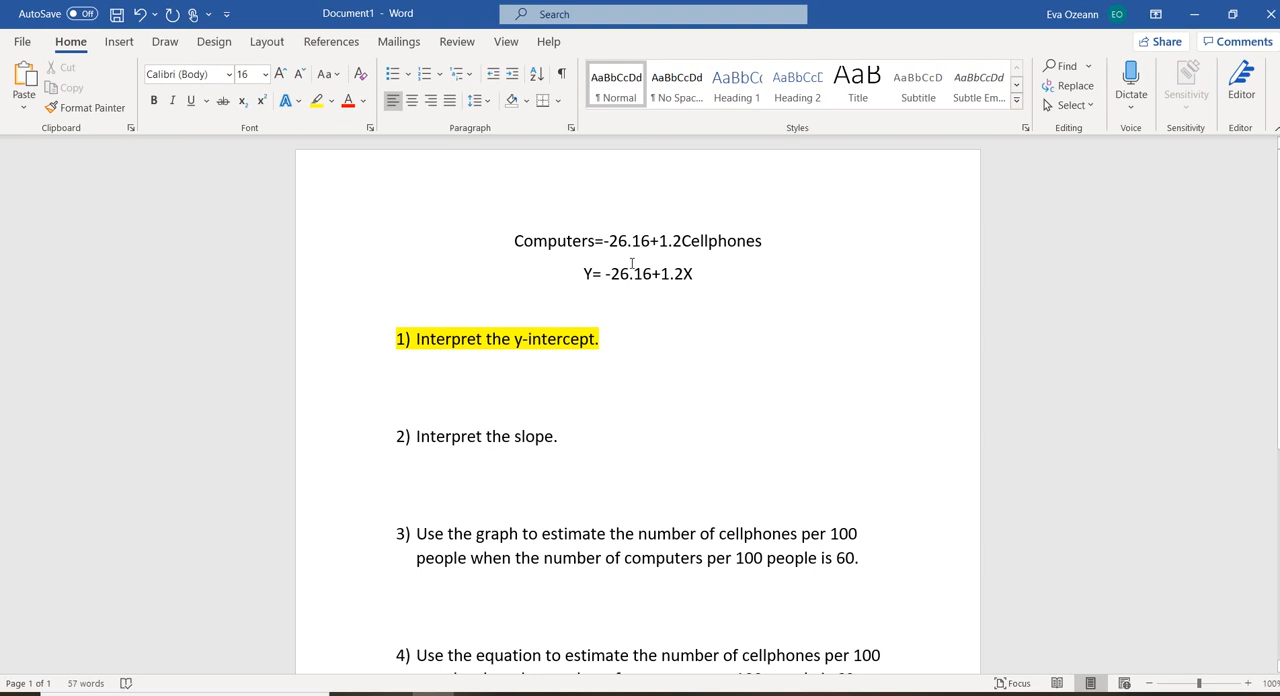 AutoSave Off Document1 - Word Search Eva Ozeann EO
File Home Insert Draw Design Layout References Mailings Review View Help Share Comments
Paste Cut Copy Format Painter
Calibri (Body) 16
AaBbCcDd AaBbCcDd AaBbC( AaBbCcD AaB AaBbCcD AaBbCcDd
¶ Normal ¶ No Spac... Heading 1 Heading 2 Title Subtitle Subtle Em...
Find Replace Select Dictate Sensitivity Editor
Clipboard Font Paragraph Styles Editing Voice Sensitivity Editor
Computers=-26.16+1.2Cellphones
Y= -26.16+1.2X
1) Interpret the y-intercept.
2) Interpret the slope.
3) Use the graph to estimate the number of cellphones per 100
people when the number of computers per 100 people is 60.
4) Use the equation to estimate the number of cellphones per 100
Page 1 of 1 57 words Focus 100%